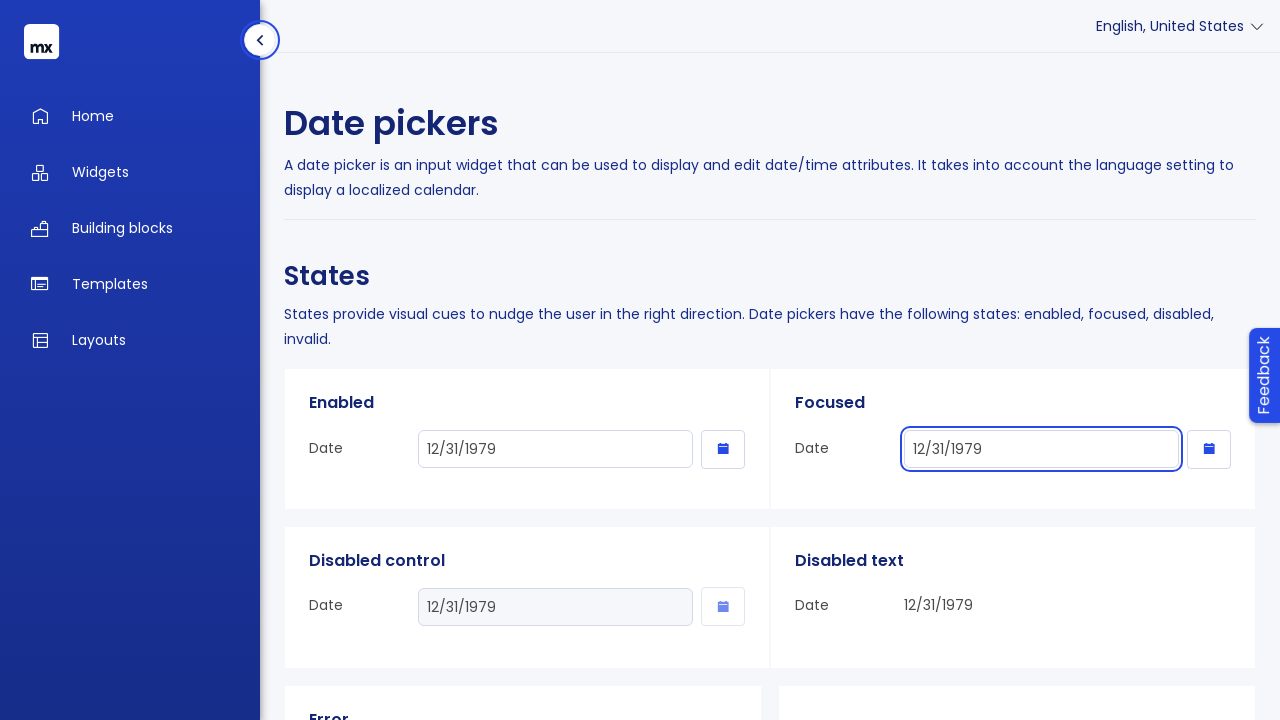 mx
English, United States
Home
Widgets
Building blocks
Templates
Layouts
Date pickers
A date picker is an input widget that can be used to display and edit date/time attributes. It takes into account the language setting to
display a localized calendar.
States
States provide visual cues to nudge the user in the right direction. Date pickers have the following states: enabled, focused, disabled,
invalid.
Feedback
Enabled
Date
12/31/1979
Focused
Date
12/31/1979
Disabled control
Date
12/31/1979
Disabled text
Date
12/31/1979
Error